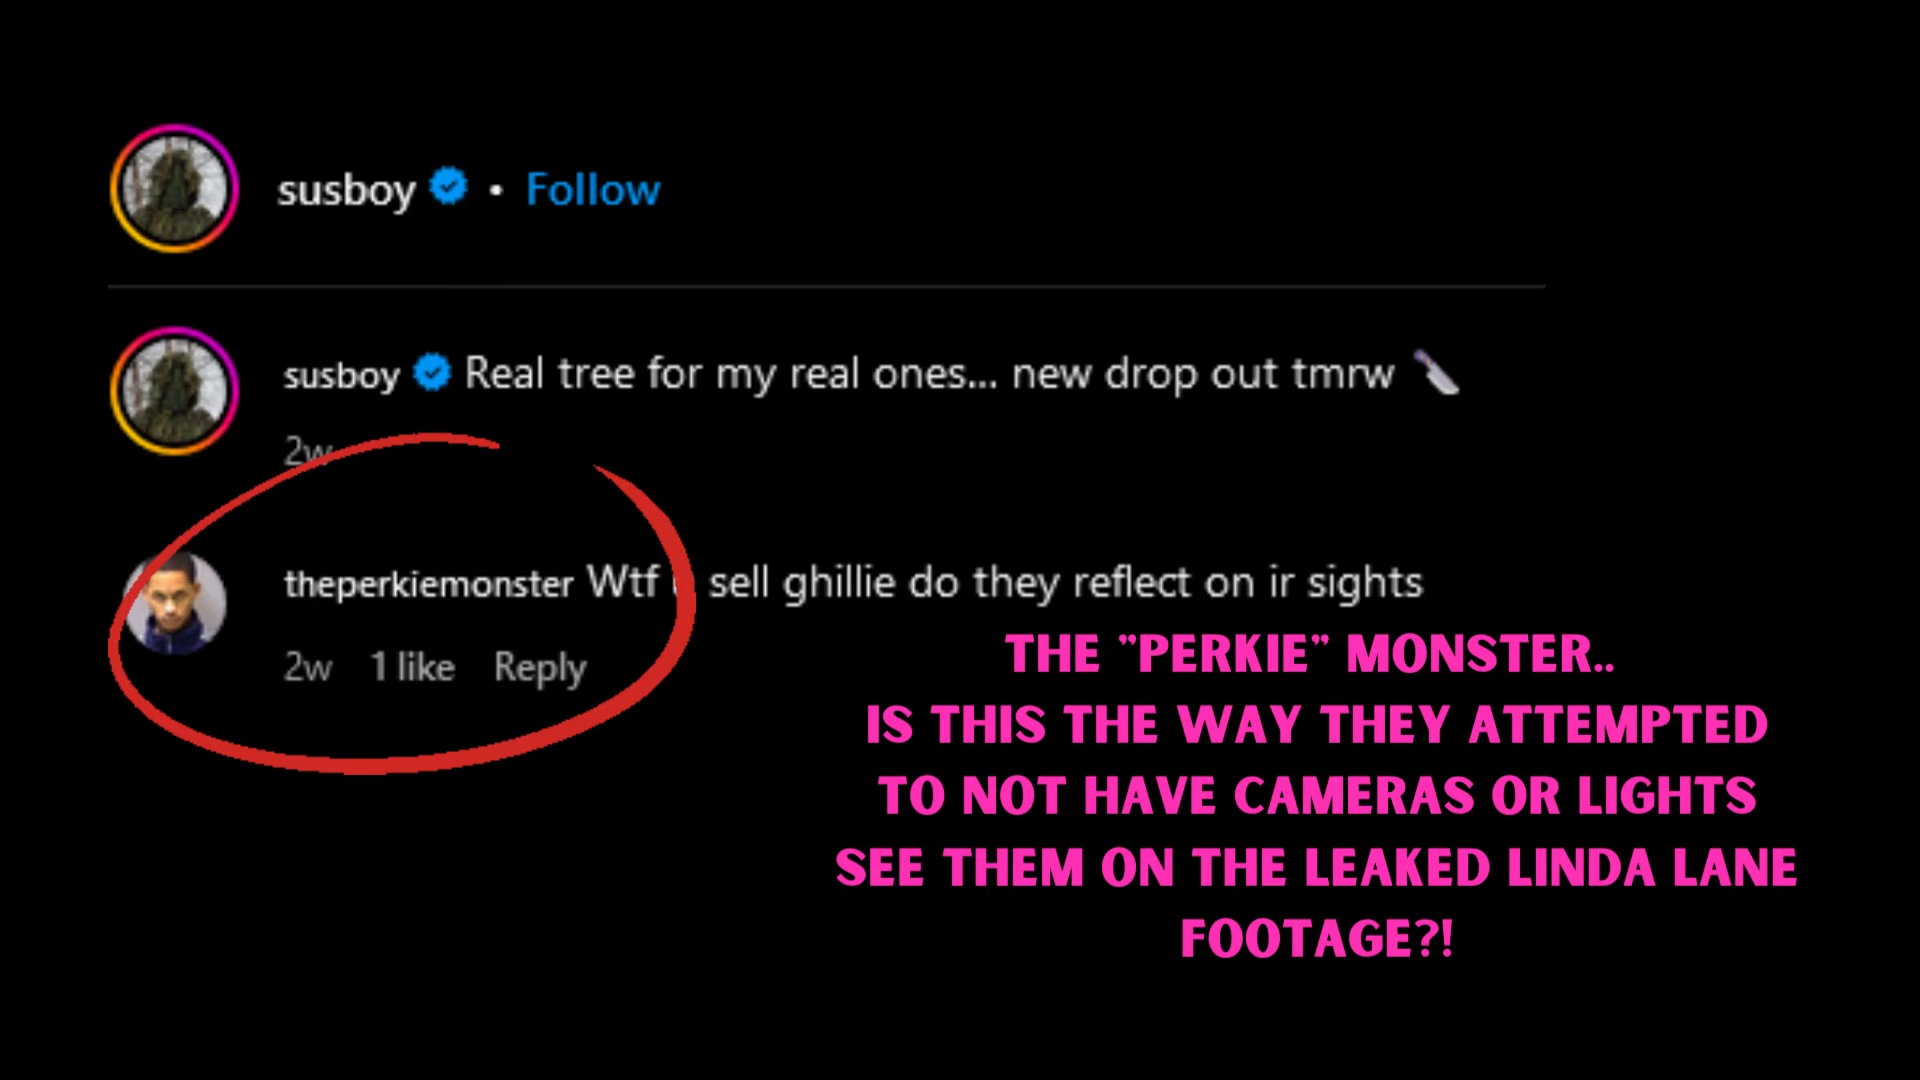 susboy • Follow
susboy Real tree for my real ones... new drop out tmrw
2w
theperkiemonster Wtf sell ghillie do they reflect on ir sights
2w 1 like Reply
THE "PERKIE" MONSTER..
IS THIS THE WAY THEY ATTEMPTED
TO NOT HAVE CAMERAS OR LIGHTS
SEE THEM ON THE LEAKED LINDA LANE
FOOTAGE?!